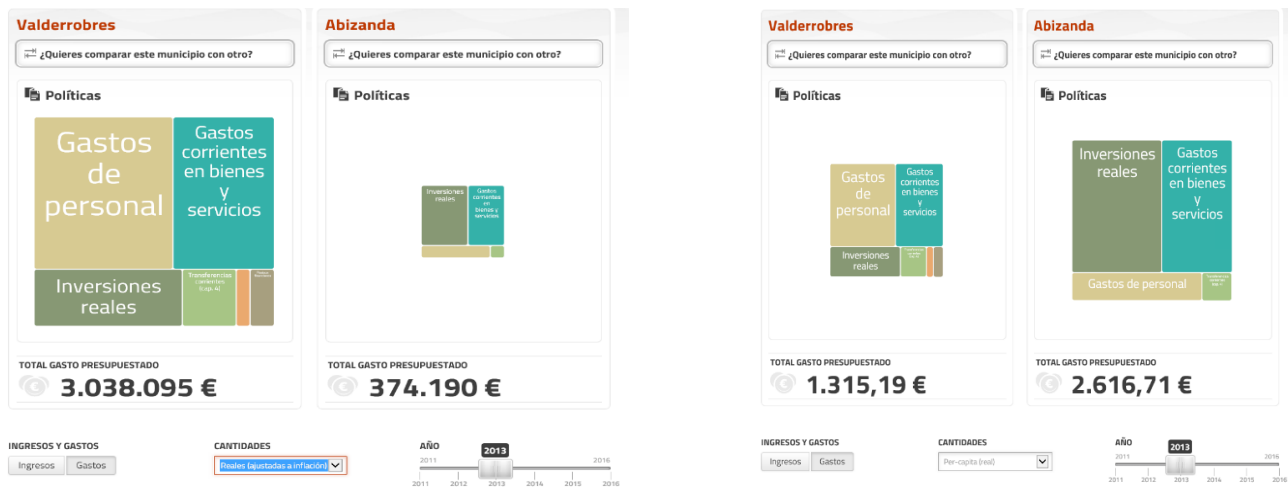 Valderrobres
¿Quieres comparar este municipio con otro?
Políticas
Gastos
de
personal
Gastos
corrientes
en bienes
y
servicios
Inversiones
reales
Transferencias
corrientes
(cap. 4)
TOTAL GASTO PRESUPUESTADO
3.038.095 €
Abizanda
¿Quieres comparar este municipio con otro?
Políticas
Inversiones
reales
Gastos
corrientes
en
bienes y
servicios
TOTAL GASTO PRESUPUESTADO
374.190 €
INGRESOS Y GASTOS
Ingresos Gastos
CANTIDADES
Reales (ajustadas a inflación)
AÑO
2013
2011 2016
2011 2012 2013 2014 2015 2016
Valderrobres
¿Quieres comparar este municipio con otro?
Políticas
Gastos
de
personal
Gastos
corrientes
en bienes
y
servicios
Inversiones
reales
TOTAL GASTO PRESUPUESTADO
1.315,19 €
Abizanda
¿Quieres comparar este municipio con otro?
Políticas
Inversiones
reales
Gastos
corrientes
en bienes
y
servicios
Gastos de personal
TOTAL GASTO PRESUPUESTADO
2.616,71 €
INGRESOS Y GASTOS
Ingresos Gastos
CANTIDADES
Per-capita (real)
AÑO
2013
2011 2016
2011 2012 2013 2014 2015 2016